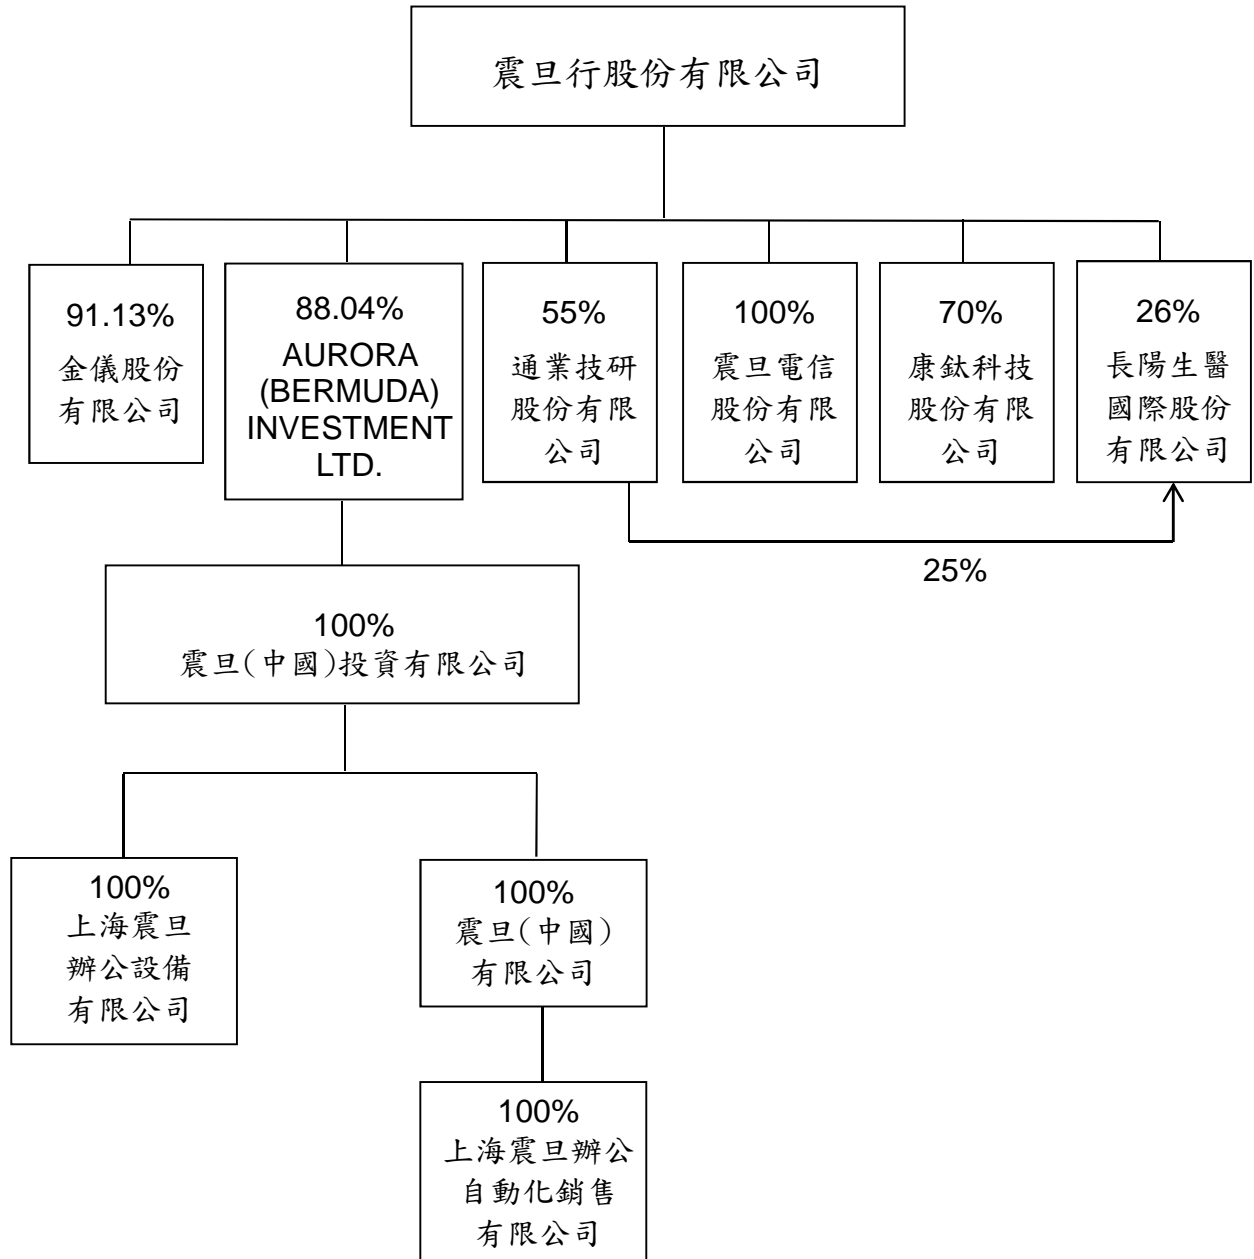 震旦行股份有限公司
91.13%
金儀股份
有限公司
88.04%
AURORA
(BERMUDA)
INVESTMENT
LTD.
55%
通業技研
股份有限
公司
100%
震旦電信
股份有限
公司
70%
康鈦科技
股份有限
公司
26%
長陽生醫
國際股份
有限公司
25%
100%
震旦(中國)投資有限公司
100%
上海震旦
辦公設備
有限公司
100%
震旦(中國)
有限公司
100%
上海震旦辦公
自動化銷售
有限公司